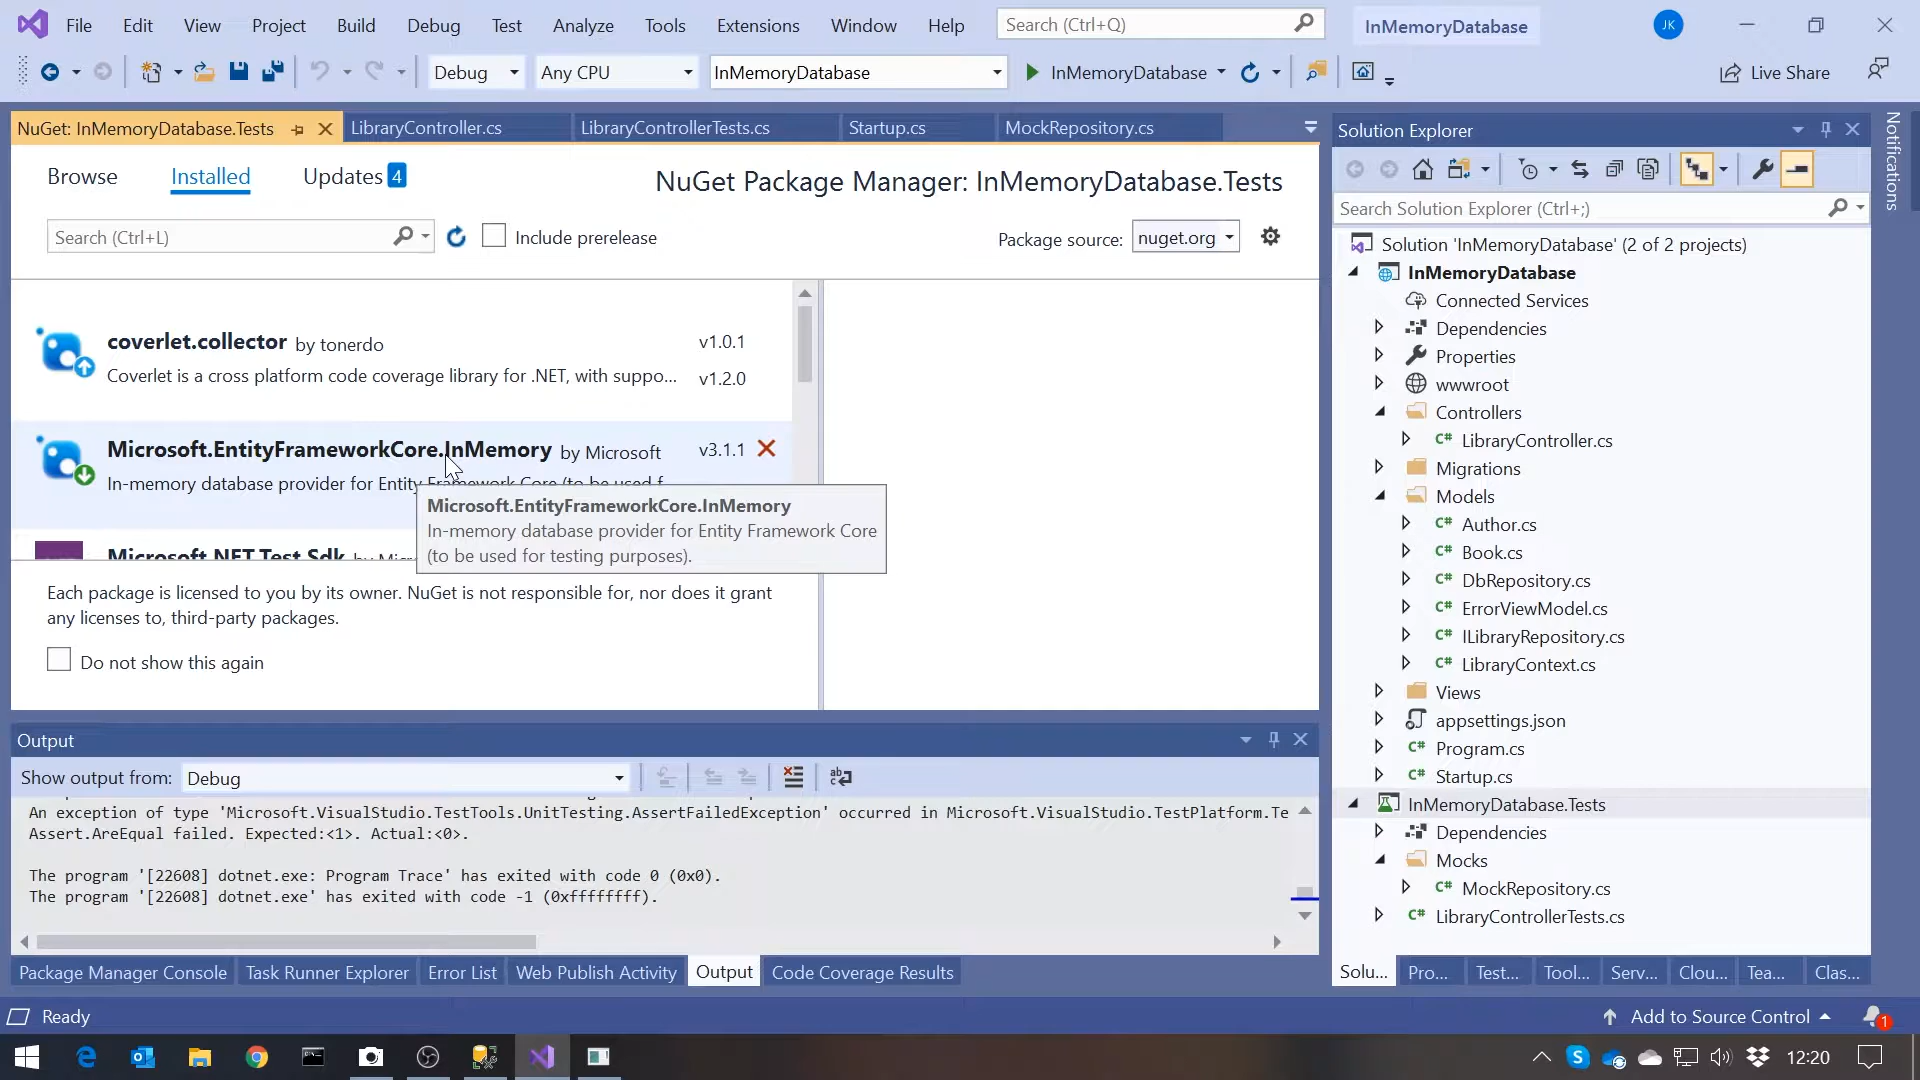 File Edit View Project Build Debug Test Analyze Tools Extensions Window Help Search (Ctrl+Q) InMemoryDatabase JK
Debug Any CPU InMemoryDatabase InMemoryDatabase Live Share
NuGet: InMemoryDatabase.Tests LibraryController.cs LibraryControllerTests.cs Startup.cs MockRepository.cs
Browse Installed Updates 4
NuGet Package Manager: InMemoryDatabase.Tests
Search (Ctrl+L) Include prerelease Package source: nuget.org
coverlet.collector by tonerdo v1.0.1
Coverlet is a cross platform code coverage library for .NET, with suppo... v1.2.0
Microsoft.EntityFrameworkCore.InMemory by Microsoft v3.1.1
In-memory database provider for Entity Framework Core (to be used f
Microsoft.EntityFrameworkCore.InMemory
In-memory database provider for Entity Framework Core
(to be used for testing purposes).
Microsoft.NET.Test.Sdk by Micr
Each package is licensed to you by its owner. NuGet is not responsible for, nor does it grant
any licenses to, third-party packages.
Do not show this again
Output
Show output from: Debug
An exception of type 'Microsoft.VisualStudio.TestTools.UnitTesting.AssertFailedException' occurred in Microsoft.VisualStudio.TestPlatform.Te
Assert.AreEqual failed. Expected:<1>. Actual:<0>.
The program '[22608] dotnet.exe: Program Trace' has exited with code 0 (0x0).
The program '[22608] dotnet.exe' has exited with code -1 (0xffffffff).
Package Manager Console Task Runner Explorer Error List Web Publish Activity Output Code Coverage Results
Solution Explorer
Search Solution Explorer (Ctrl+;)
Solution 'InMemoryDatabase' (2 of 2 projects)
InMemoryDatabase
Connected Services
Dependencies
Properties
wwwroot
Controllers
C# LibraryController.cs
Migrations
Models
C# Author.cs
C# Book.cs
C# DbRepository.cs
C# ErrorViewModel.cs
C# ILibraryRepository.cs
C# LibraryContext.cs
Views
appsettings.json
C# Program.cs
C# Startup.cs
InMemoryDatabase.Tests
Dependencies
Mocks
C# MockRepository.cs
C# LibraryControllerTests.cs
Solu... Pro... Test... Tool... Serv... Clou... Tea... Clas...
Notifications
Ready Add to Source Control 1
12:20